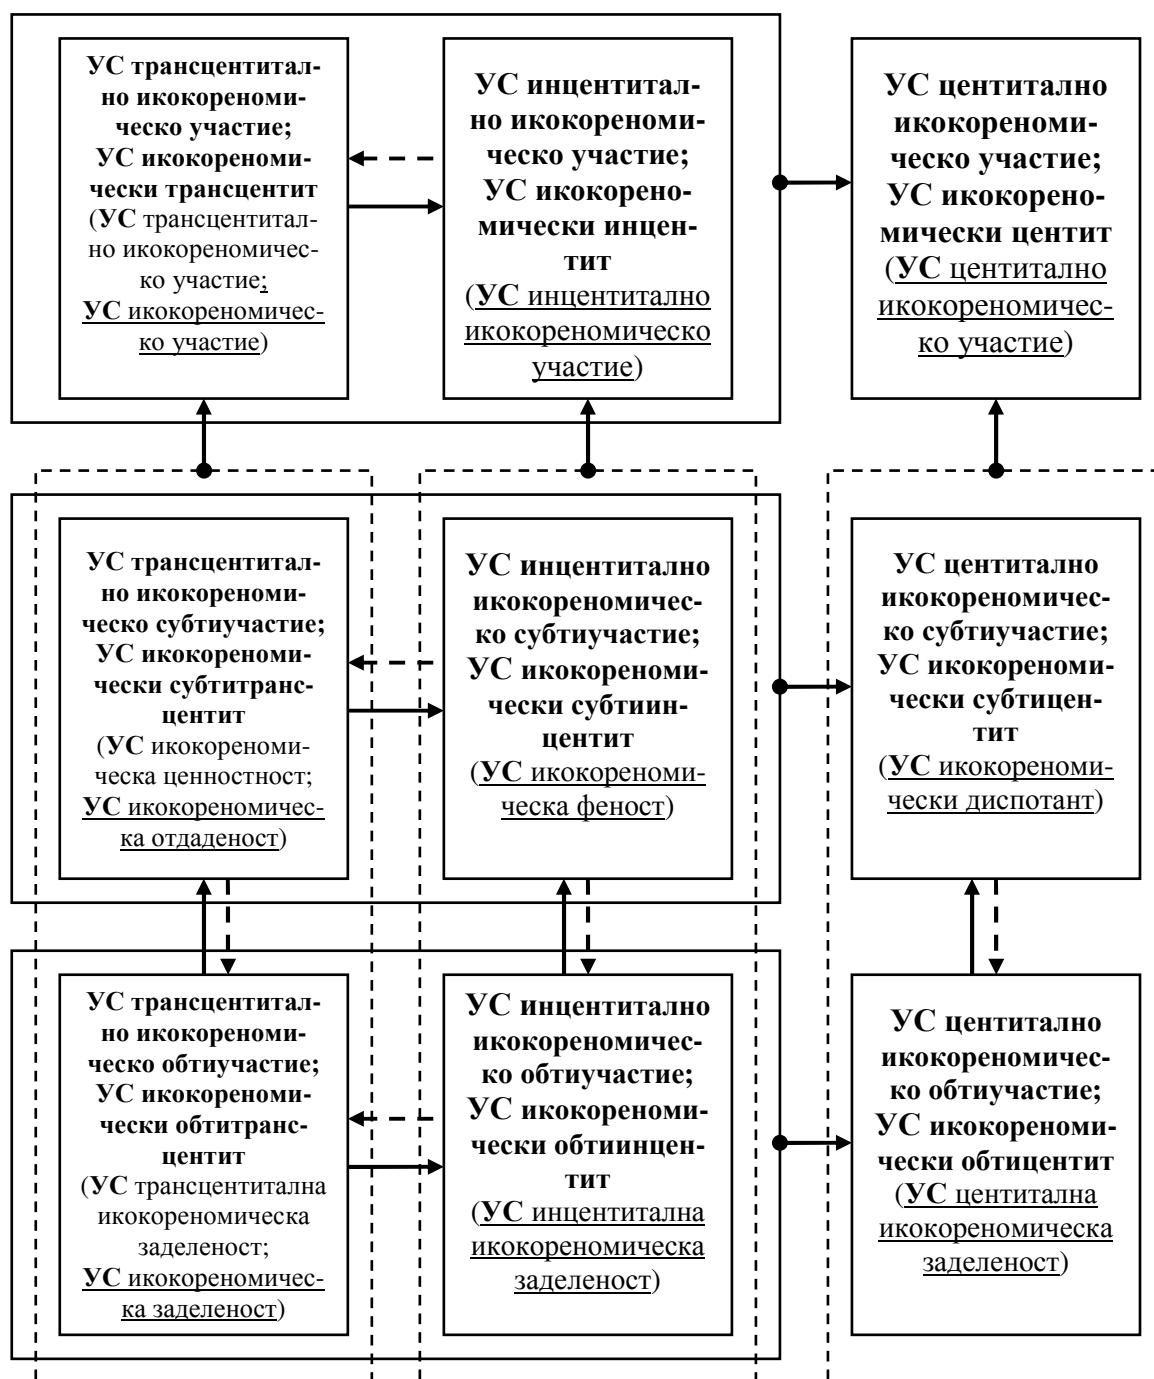 УС трансцентитал-
но икокореноми-
ческо участие;
УС икокореноми-
чески трансцентит
(УС трансцентитал-
но икокореномичес-
ко участие;
УС икокореномичес-
ко участие)
УС инцентитал-
но икокореноми-
ческо участие;
УС икокорено-
мически инцен-
тит
(УС инцентитално
икокореномическо
участие)
УС центитално
икокореноми-
ческо участие;
УС икокорено-
мически центит
(УС центитално
икокореномичес-
ко участие)
УС трансцентитал-
но икокореноми-
ческо субтиучастие;
УС икокореноми-
чески субтитранс-
центит
(УС икокореноми-
ческа ценностност;
УС икокореномичес-
ка отдаденост)
УС инцентитално
икокореномичес-
ко субтиучастие;
УС икокореноми-
чески субтиин-
центит
(УС икокореноми-
ческа феност)
УС центитално
икокореномичес-
ко субтиучастие;
УС икокореноми-
чески субтицен-
тит
(УС икокореноми-
чески диспотант)
УС трансцентитал-
но икокореноми-
ческо обтиучастие;
УС икокореноми-
чески обтитранс-
центит
(УС трансцентитална
икокореномическа
заделеност;
УС икокореномичес-
ка заделеност)
УС инцентитално
икокореномичес-
ко обтиучастие;
УС икокореноми-
чески обтиинцен-
тит
(УС инцентитална
икокореномическа
заделеност)
УС центитално
икокореномичес-
ко обтиучастие;
УС икокореноми-
чески обтицентит
(УС центитална
икокореномическа
заделеност)